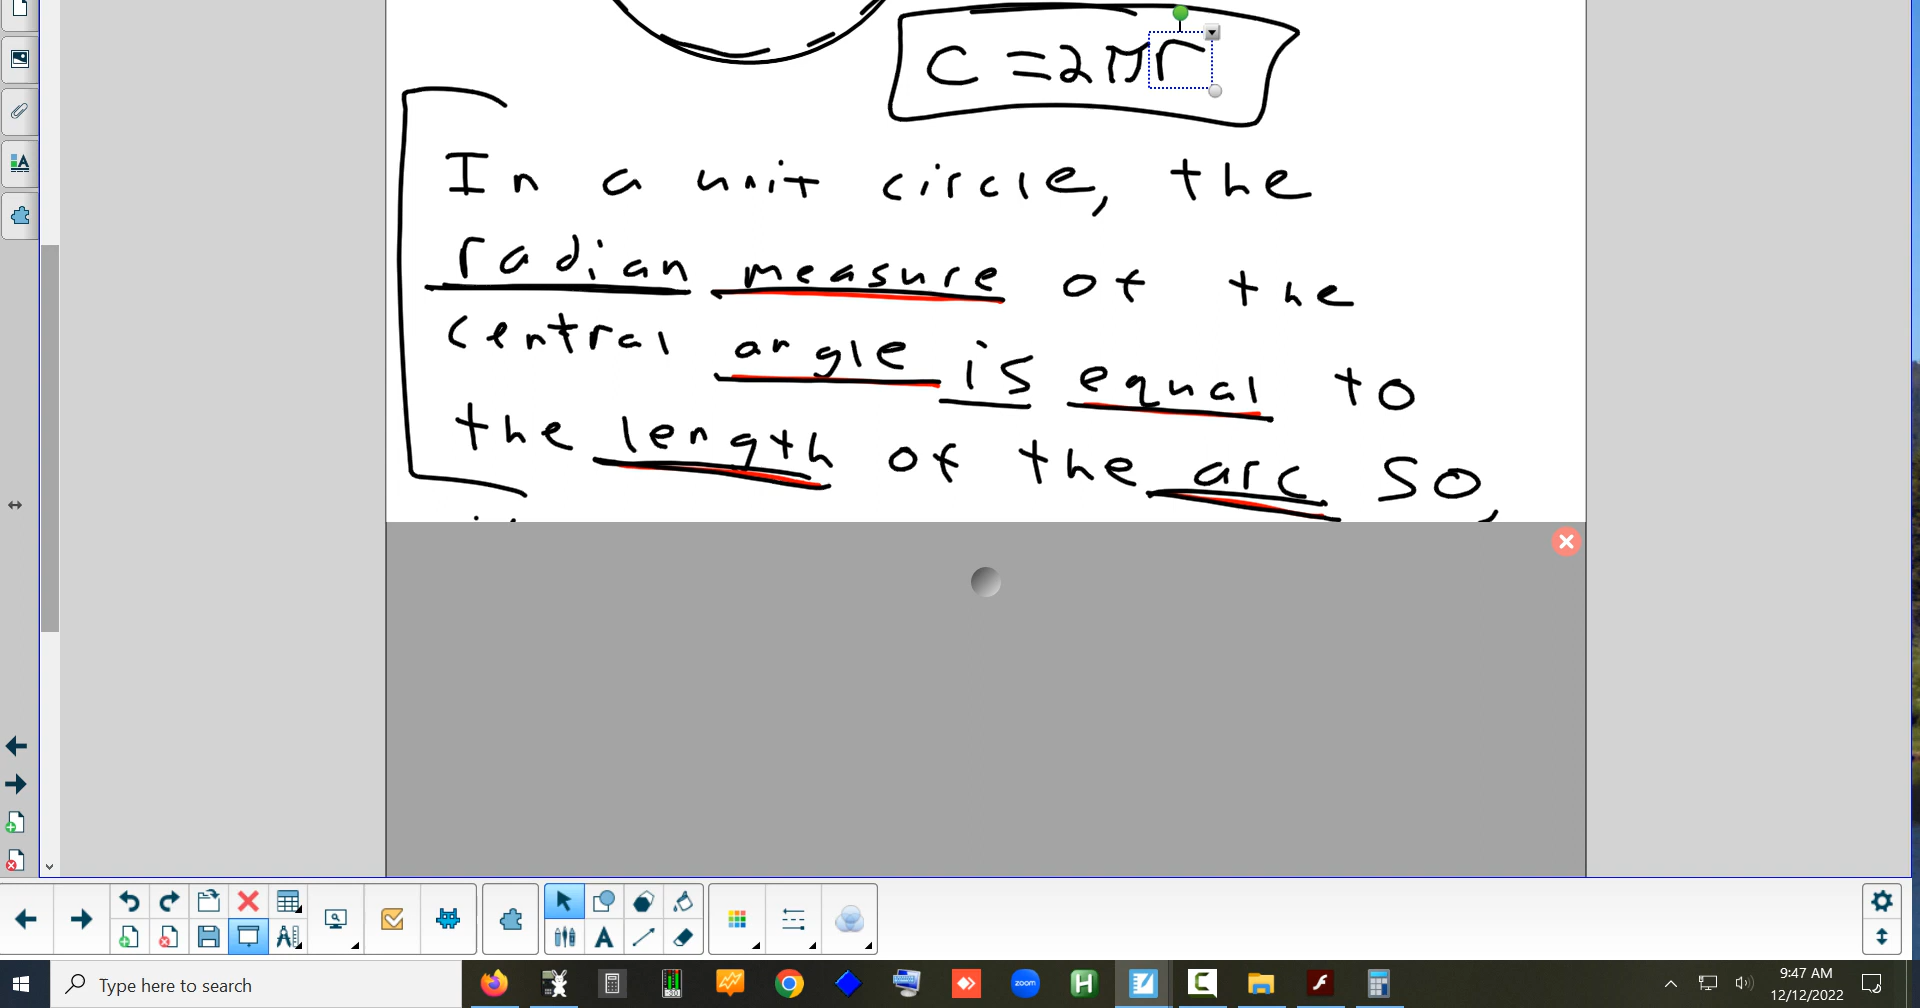 C = 2πr
In a unit circle, the
radian measure of the
central angle is equal to
the length of the arc so,
Type here to search
zoom
9:47 AM
12/12/2022